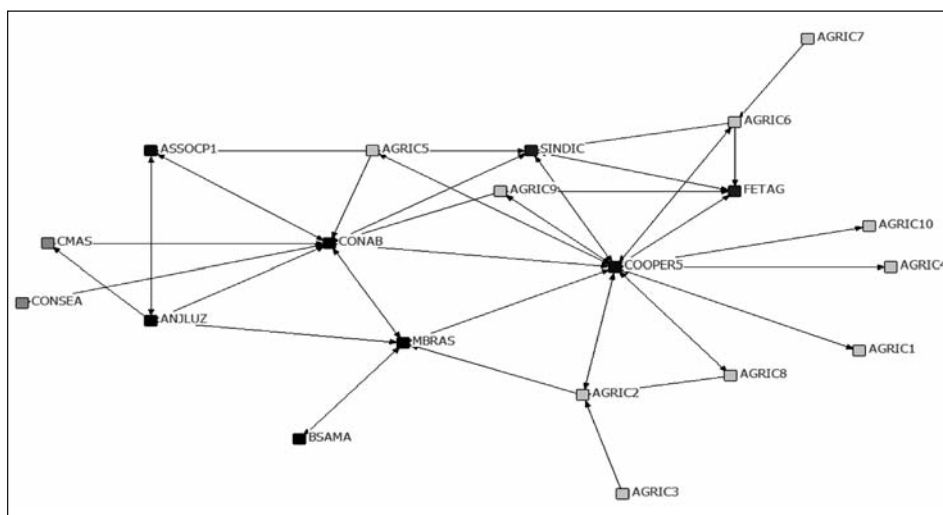 AGRIC7
AGRIC6
ASSOCP1
AGRIC5
SINDIC
AGRIC9
FETAG
AGRIC10
CMAS
CONAB
COOPER5
AGRIC4
CONSEA
ANJLUZ
MBRAS
AGRIC1
AGRIC8
AGRIC2
BSAMA
AGRIC3